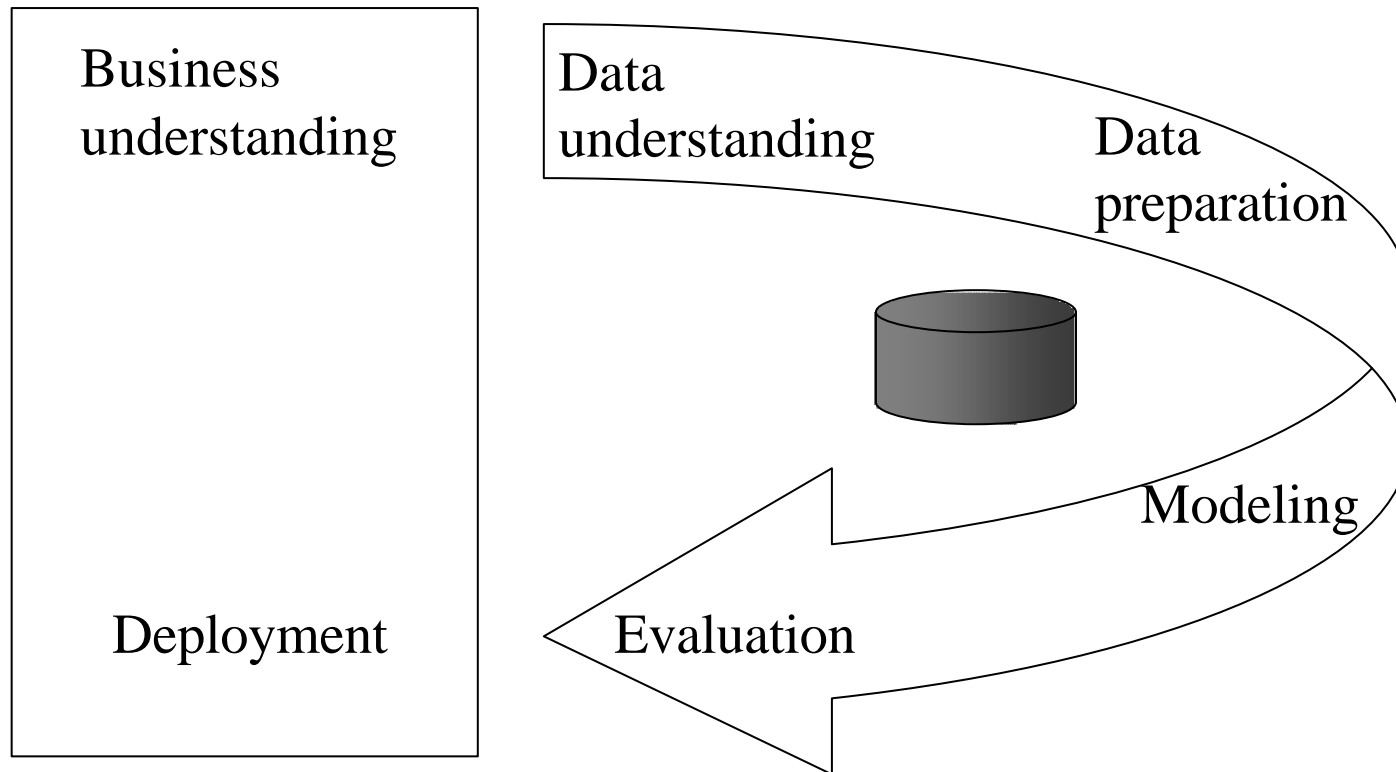 Business
understanding
Data
understanding
Data
preparation
Modeling
Evaluation
Deployment